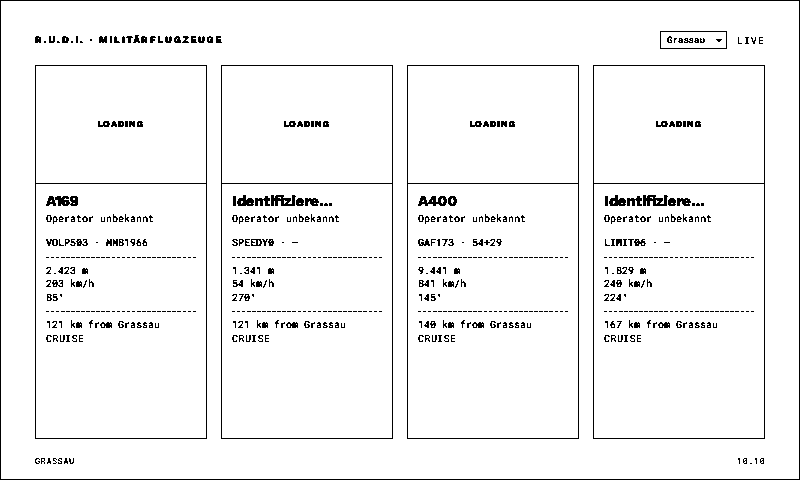 R.U.D.I. · MILITÄRFLUGZEUGE
Grassau
LIVE
LOADING
A169
Operator unbekannt
VOLP503 · MMB1966
2.423 m
203 km/h
85°
121 km from Grassau
CRUISE
LOADING
Identifiziere...
Operator unbekannt
SPEEDY0 · —
1.341 m
54 km/h
270°
121 km from Grassau
CRUISE
LOADING
A400
Operator unbekannt
GAF173 · 54+29
9.441 m
841 km/h
145°
140 km from Grassau
CRUISE
LOADING
Identifiziere...
Operator unbekannt
LIMIT06 · —
1.829 m
240 km/h
224°
167 km from Grassau
CRUISE
GRASSAU
10.10